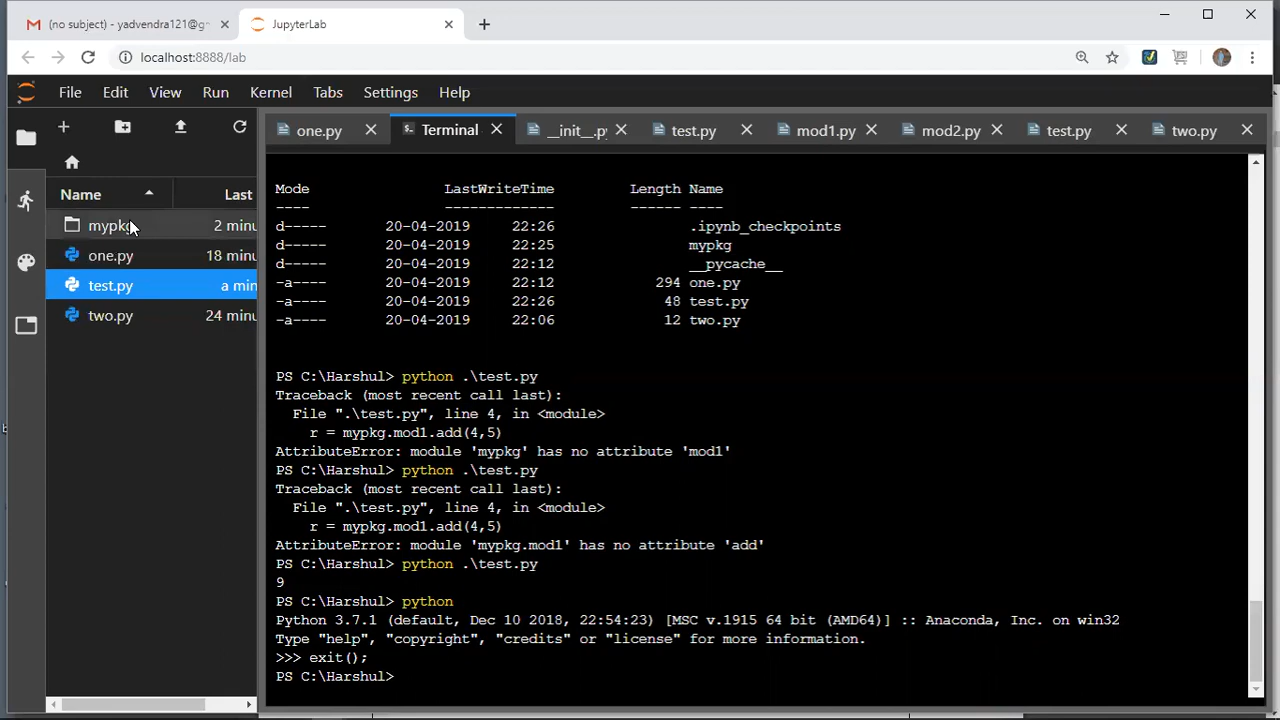 (no subject) - yadvendra121@g
JupyterLab
localhost:8888/lab
File Edit View Run Kernel Tabs Settings Help
one.py Terminal __init__.py test.py mod1.py mod2.py test.py two.py
Name Last
mypkg 2 minu
one.py 18 minu
test.py a min
two.py 24 minu
Mode LastWriteTime Length Name
---- ------------- ------ ----
d----- 20-04-2019 22:26 .ipynb_checkpoints
d----- 20-04-2019 22:25 mypkg
d----- 20-04-2019 22:12 __pycache__
-a---- 20-04-2019 22:12 294 one.py
-a---- 20-04-2019 22:26 48 test.py
-a---- 20-04-2019 22:06 12 two.py
PS C:\Harshul> python .\test.py
Traceback (most recent call last):
File ".\test.py", line 4, in <module>
r = mypkg.mod1.add(4,5)
AttributeError: module 'mypkg' has no attribute 'mod1'
PS C:\Harshul> python .\test.py
Traceback (most recent call last):
File ".\test.py", line 4, in <module>
r = mypkg.mod1.add(4,5)
AttributeError: module 'mypkg.mod1' has no attribute 'add'
PS C:\Harshul> python .\test.py
9
PS C:\Harshul> python
Python 3.7.1 (default, Dec 10 2018, 22:54:23) [MSC v.1915 64 bit (AMD64)] :: Anaconda, Inc. on win32
Type "help", "copyright", "credits" or "license" for more information.
>>> exit();
PS C:\Harshul>